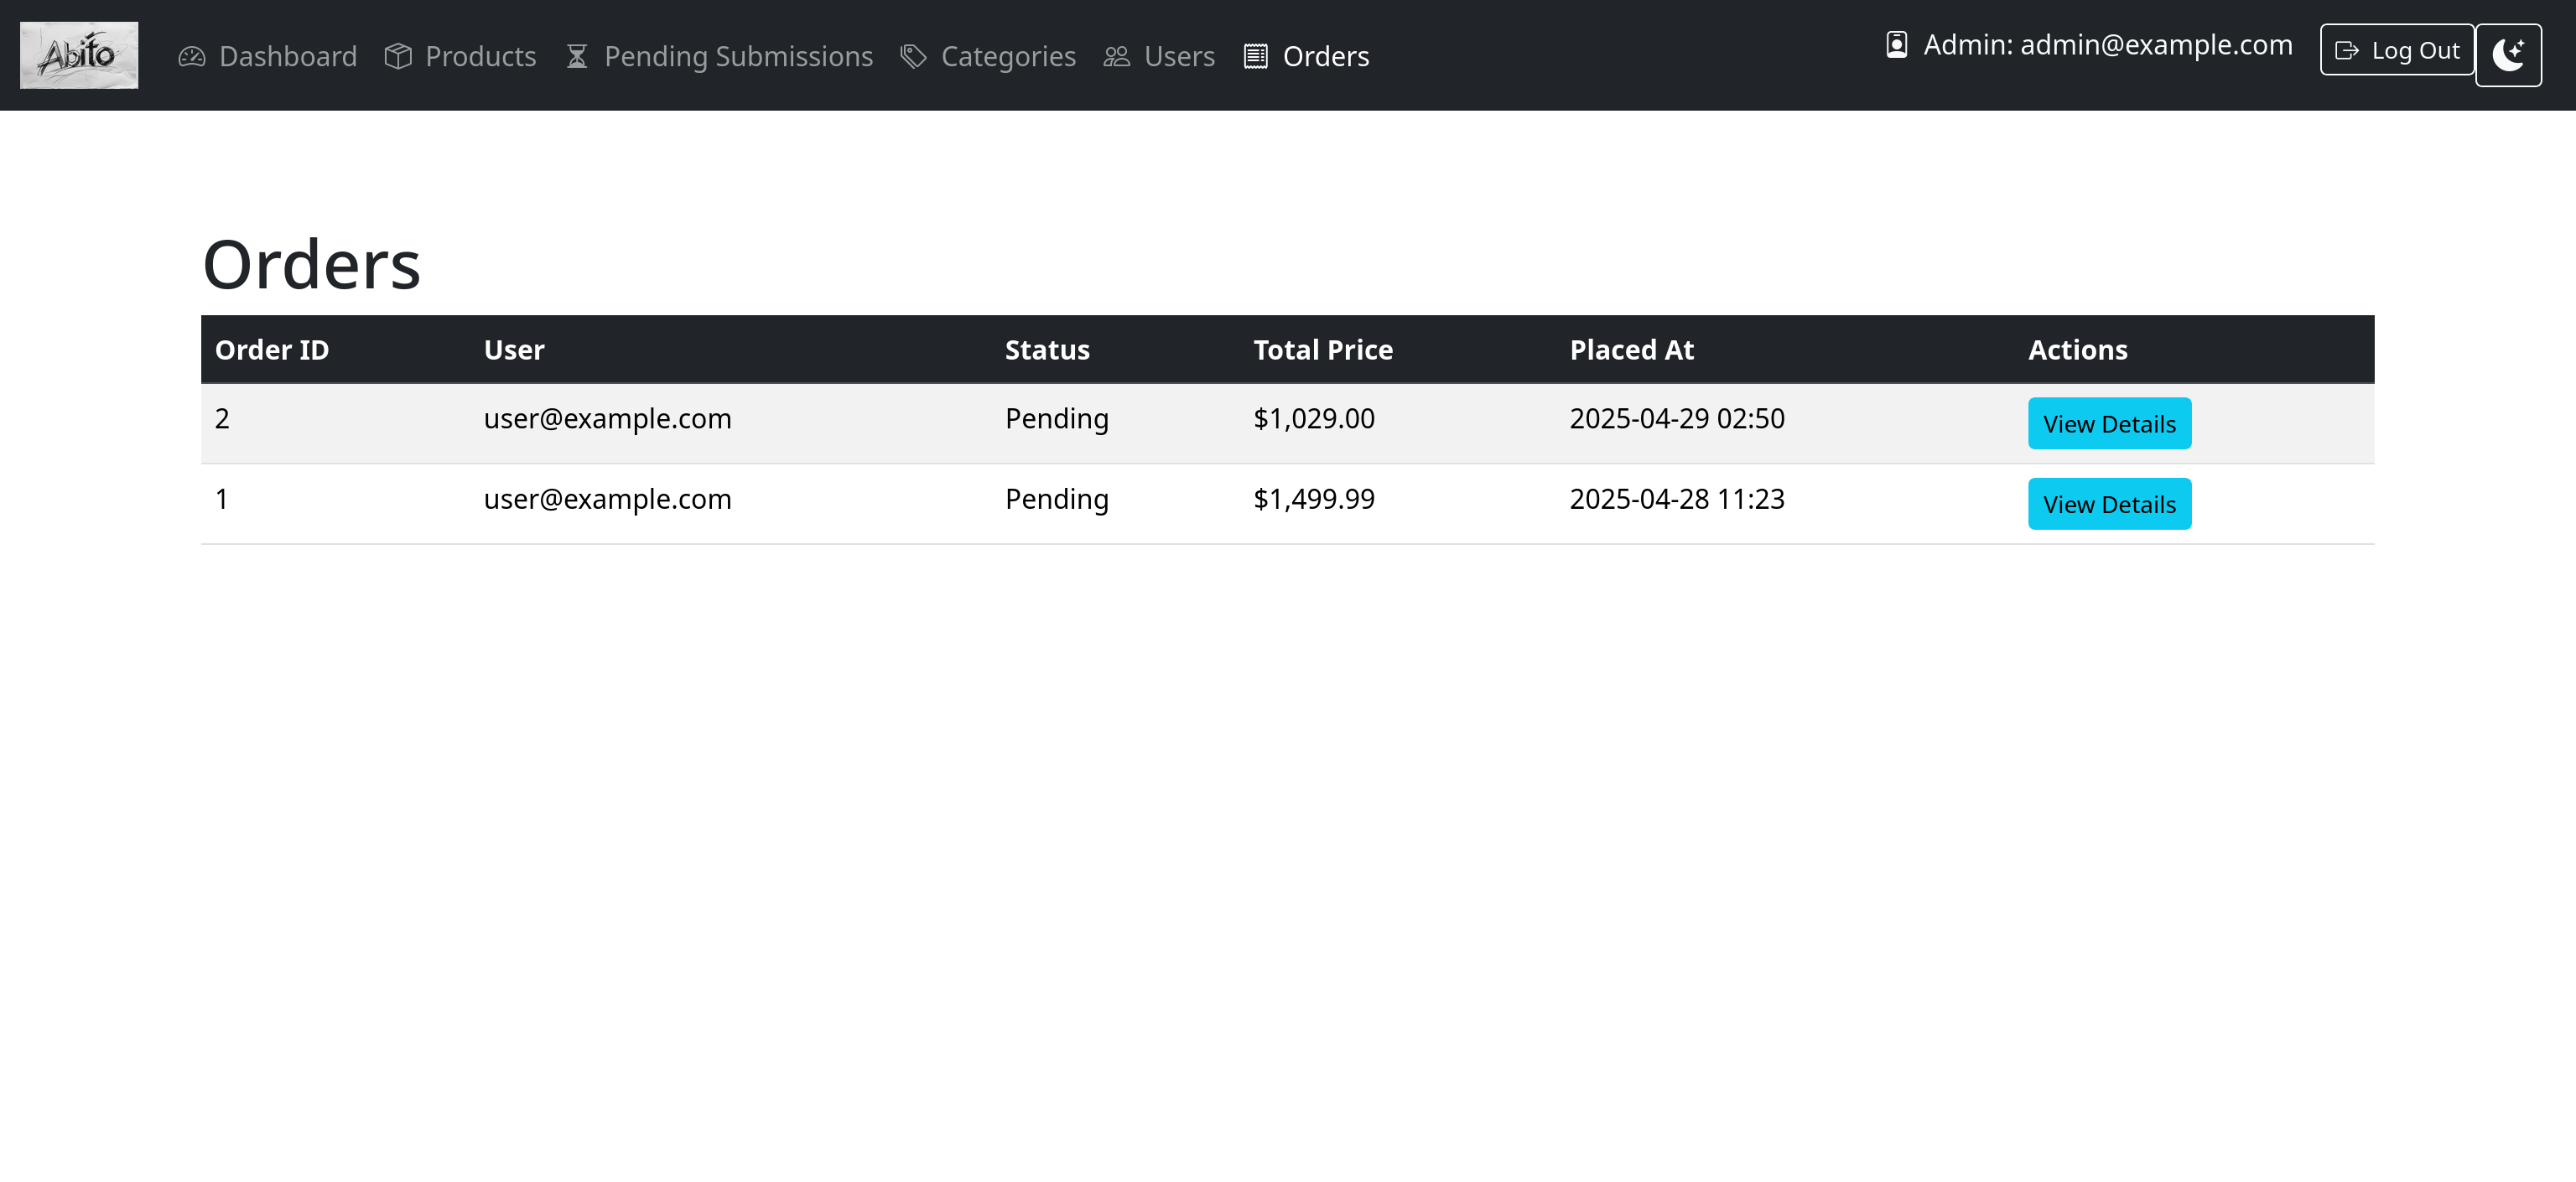 Abito
Dashboard Products Pending Submissions Categories Users Orders Admin: admin@example.com Log Out
Orders
Order ID User Status Total Price Placed At Actions
2 user@example.com Pending $1,029.00 2025-04-29 02:50 View Details
1 user@example.com Pending $1,499.99 2025-04-28 11:23 View Details